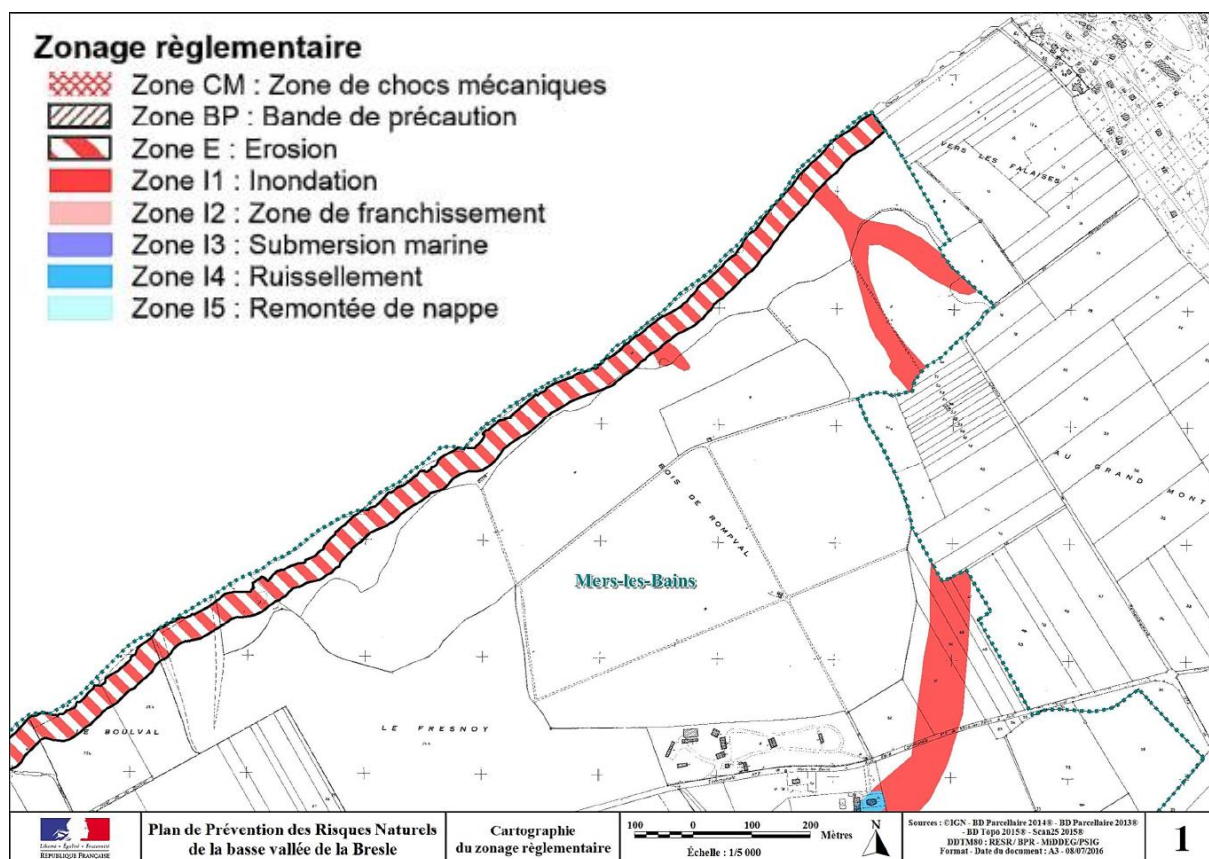 Zonage règlementaire
Zone CM : Zone de chocs mécaniques
Zone BP : Bande de précaution
Zone E : Erosion
Zone I1 : Inondation
Zone I2 : Zone de franchissement
Zone I3 : Submersion marine
Zone I4 : Ruissellement
Zone I5 : Remontée de nappe
VERS LES FALAISES
AU GRAND MONT
BOIS DE ROMPVAL
Mers-les-Bains
LE BOULVAL
LE FRESNOY
Liberté • Égalité • Fraternité
RÉPUBLIQUE FRANÇAISE
Plan de Prévention des Risques Naturels
de la basse vallée de la Bresle
Cartographie
du zonage règlementaire
100 0 100 200
Mètres
Échelle : 1/5 000
N
Sources : ©IGN - BD Parcellaire 2014® - BD Parcellaire 2013®
- BD Topo 2015® - Scan25 2015®
DDTM80 : RESR/ BPR - MiDDEG/PSIG
Format - Date du document : A3 - 08/07/2016
1